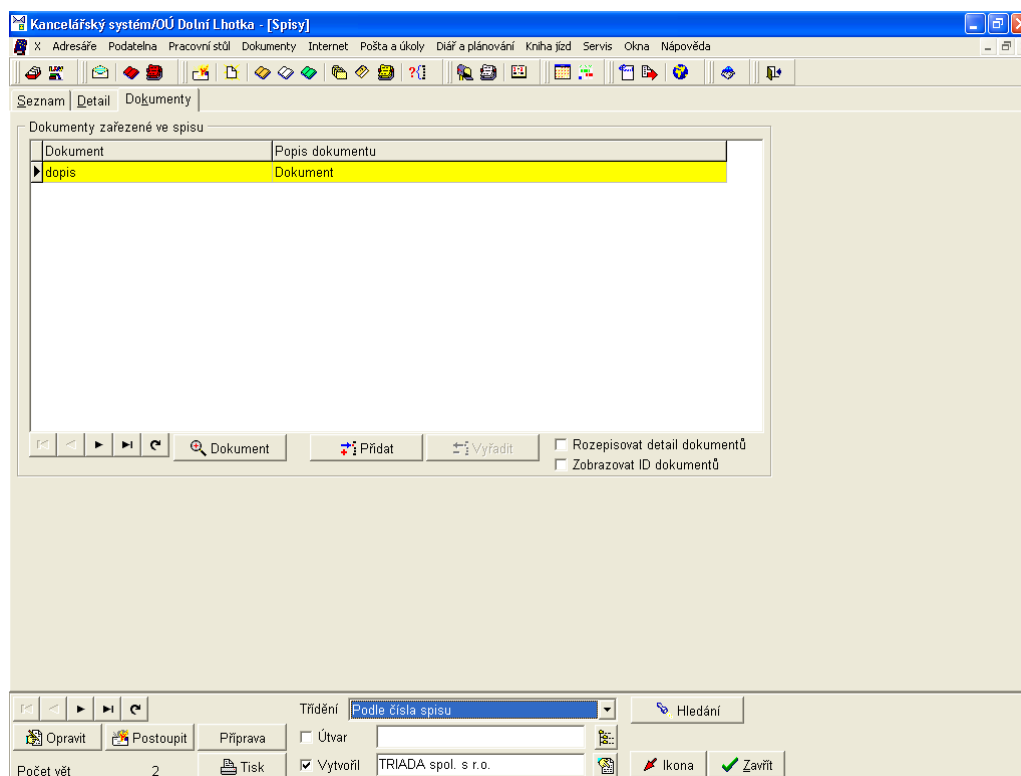 Kancelářský systém/OÚ Dolní Lhotka - [Spisy]
X Adresáře Podatelna Pracovní stůl Dokumenty Internet Pošta a úkoly Diář a plánování Kniha jízd Servis Okna Nápověda
Seznam Detail Dokumenty
Dokumenty zařezené ve spisu
Dokument Popis dokumentu
dopis Dokument
Dokument Přidat Vyřadit Rozepisovat detail dokumentů
Zobrazovat ID dokumentů
Třídění Podle čísla spisu Hledání
Opravit Postoupit Příprava Útvar
Počet vět 2 Tisk Vytvořil TRIADA spol. s r.o. Ikona Zavřít